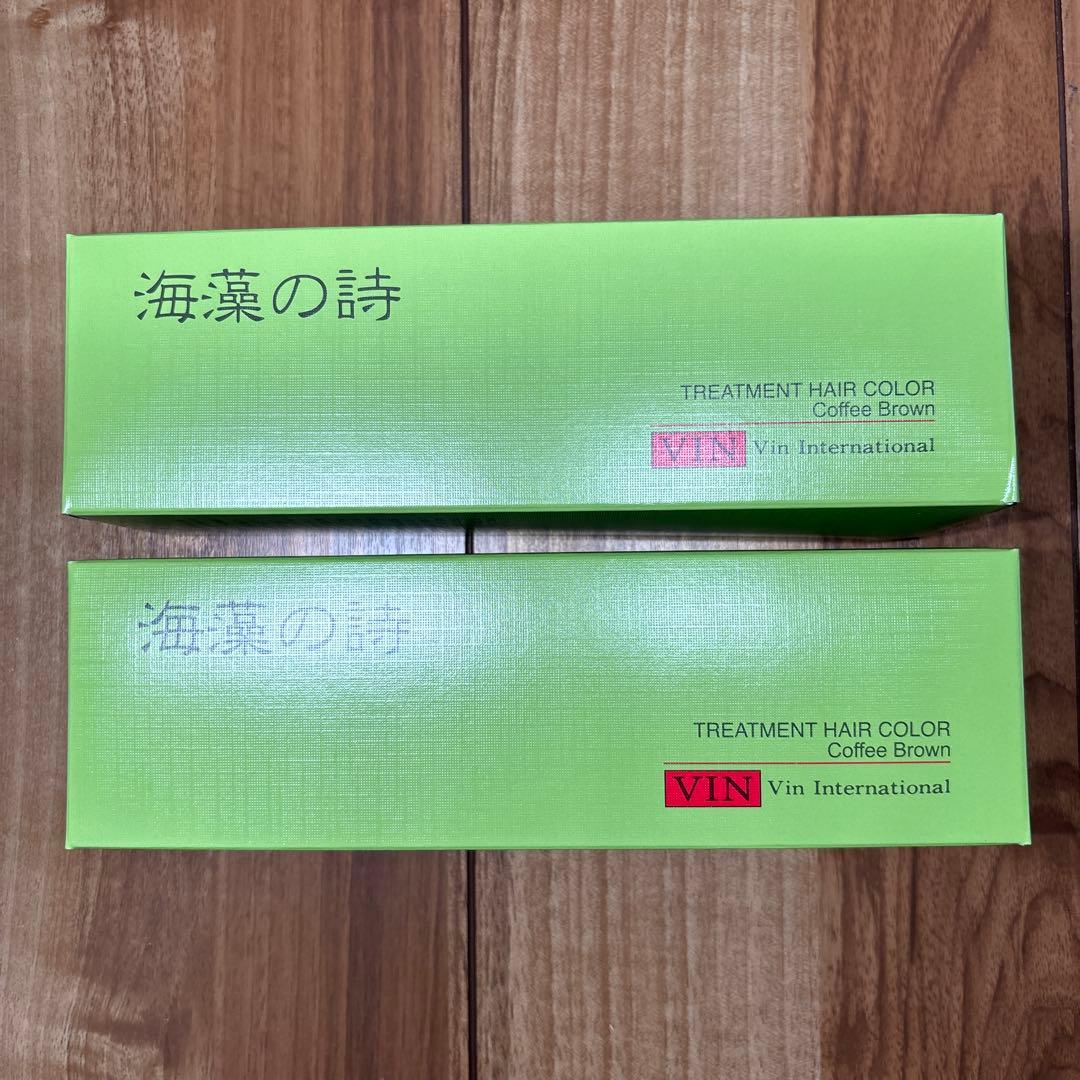 海藻の詩
TREATMENT HAIR COLOR
Coffee Brown
VIN Vin International
海藻の詩
TREATMENT HAIR COLOR
Coffee Brown
VIN Vin International